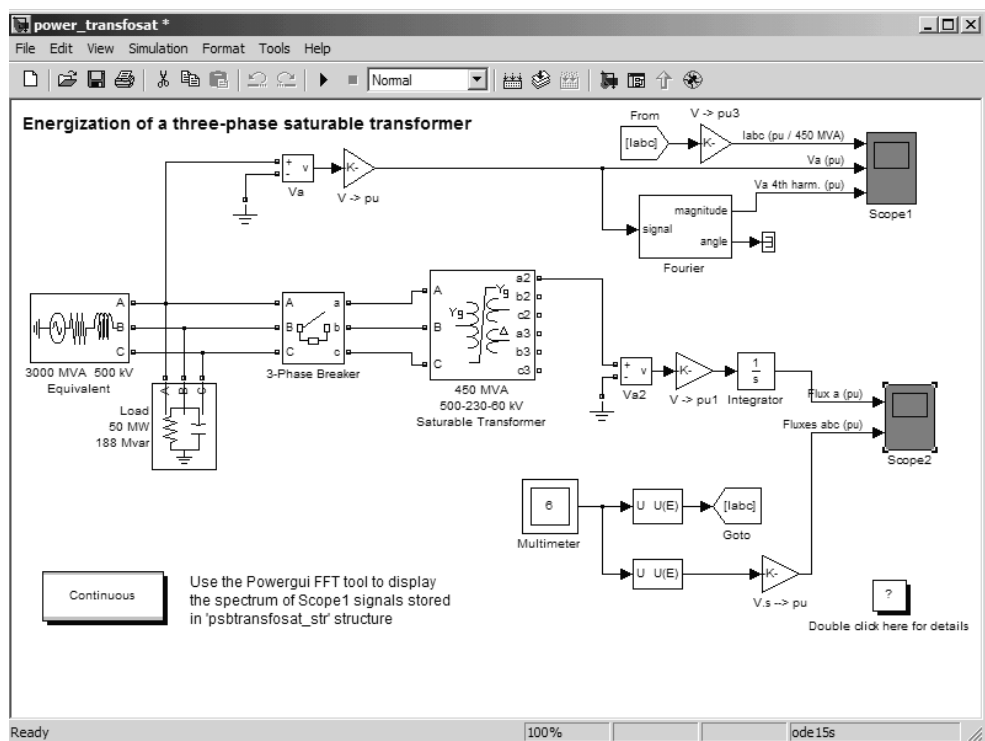 power_transfosat *
File Edit View Simulation Format Tools Help
Normal
Energization of a three-phase saturable transformer
From
[Iabc]
V -> pu3
K-
Iabc (pu / 450 MVA)
Va (pu)
Va 4th harm. (pu)
Scope1
+
-
v
Va
K-
V -> pu
signal
magnitude
angle
Fourier
A
B
C
3000 MVA 500 kV
Equivalent
A
B
C
a
b
c
3-Phase Breaker
A
B
C
Yg
Yg
Δ
a2
b2
c2
a3
b3
c3
450 MVA
500-230-60 kV
Saturable Transformer
A
B
C
Load
50 MW
188 Mvar
+
-
v
Va2
K-
V -> pu1
1
s
Integrator
Flux a (pu)
Fluxes abc (pu)
Scope2
6
Multimeter
U U(E)
[Iabc]
Goto
U U(E)
K-
V.s --> pu
Continuous
Use the Powergui FFT tool to display
the spectrum of Scope1 signals stored
in 'psbtransfosat_str' structure
?
Double click here for details
Ready
100%
ode15s